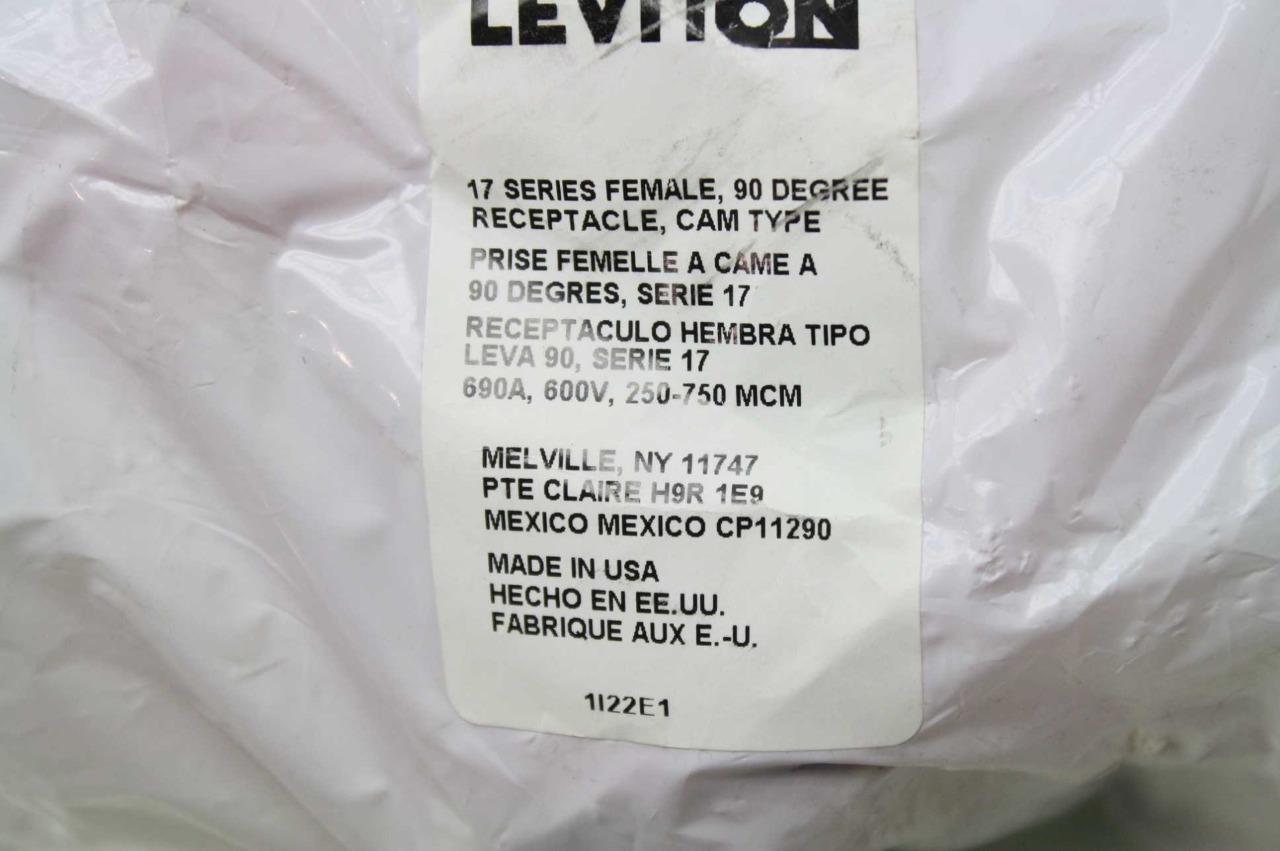 LEVITON
17 SERIES FEMALE, 90 DEGREE
RECEPTACLE, CAM TYPE
PRISE FEMELLE A CAME A
90 DEGRES, SERIE 17
RECEPTACULO HEMBRA TIPO
LEVA 90, SERIE 17
690A, 600V, 250-750 MCM
MELVILLE, NY 11747
PTE CLAIRE H9R 1E9
MEXICO MEXICO CP11290
MADE IN USA
HECHO EN EE.UU.
FABRIQUE AUX E.-U.
1I22E1